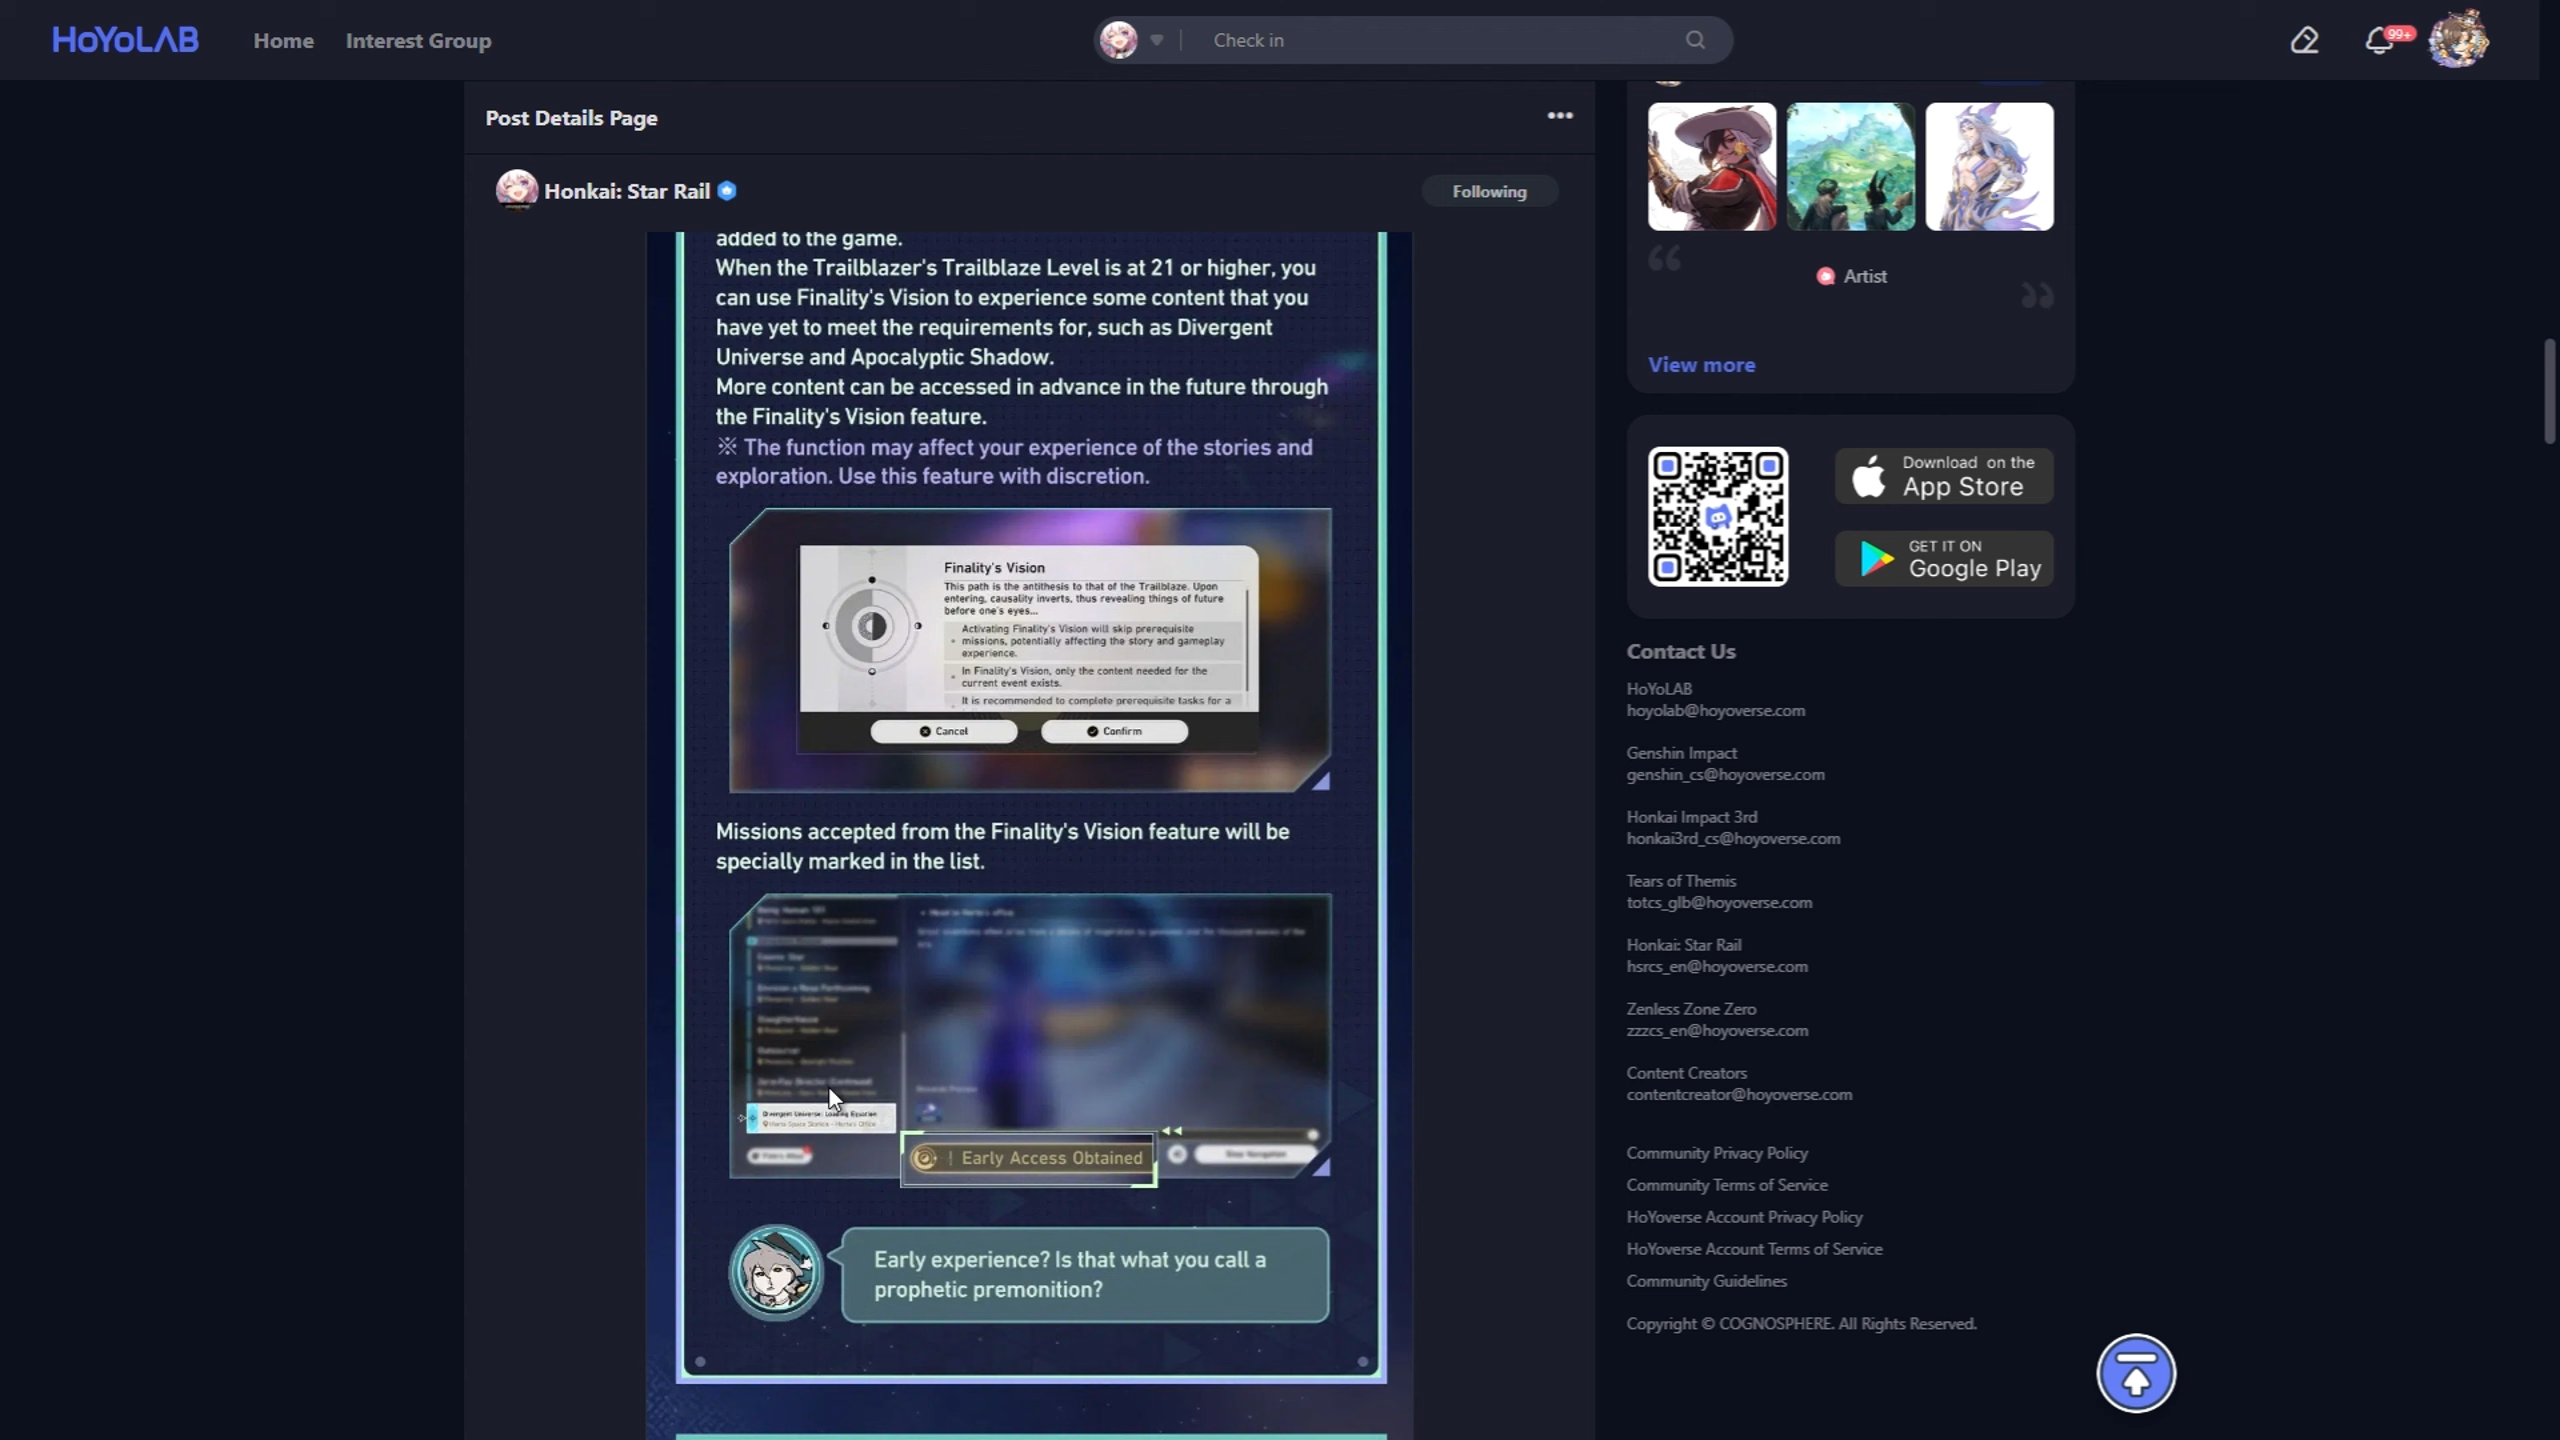 HoYoLAB
Home
Interest Group
Check in
99+
Post Details Page
Honkai: Star Rail
Following
added to the game.
When the Trailblazer's Trailblaze Level is at 21 or higher, you
can use Finality's Vision to experience some content that you
have yet to meet the requirements for, such as Divergent
Universe and Apocalyptic Shadow.
More content can be accessed in advance in the future through
the Finality's Vision feature.
※ The function may affect your experience of the stories and
exploration. Use this feature with discretion.
Finality's Vision
This path is the antithesis to that of the Trailblaze. Upon
entering, causality inverts, thus revealing things of future
before one's eyes...
Activating Finality's Vision will skip prerequisite
missions, potentially affecting the story and gameplay
experience.
In Finality's Vision, only the content needed for the
current event exists.
It is recommended to complete prerequisite tasks for a
Cancel
Confirm
Missions accepted from the Finality's Vision feature will be
specially marked in the list.
Divergent Universe: Loading Equation
Herta Space Station - Herta's Office
Early Access Obtained
Stop Navigation
Early experience? Is that what you call a
prophetic premonition?
Artist
View more
Download on the
App Store
GET IT ON
Google Play
Contact Us
HoYoLAB
hoyolab@hoyoverse.com
Genshin Impact
genshin_cs@hoyoverse.com
Honkai Impact 3rd
honkai3rd_cs@hoyoverse.com
Tears of Themis
totcs_glb@hoyoverse.com
Honkai: Star Rail
hsrcs_en@hoyoverse.com
Zenless Zone Zero
zzzcs_en@hoyoverse.com
Content Creators
contentcreator@hoyoverse.com
Community Privacy Policy
Community Terms of Service
HoYoverse Account Privacy Policy
HoYoverse Account Terms of Service
Community Guidelines
Copyright © COGNOSPHERE. All Rights Reserved.